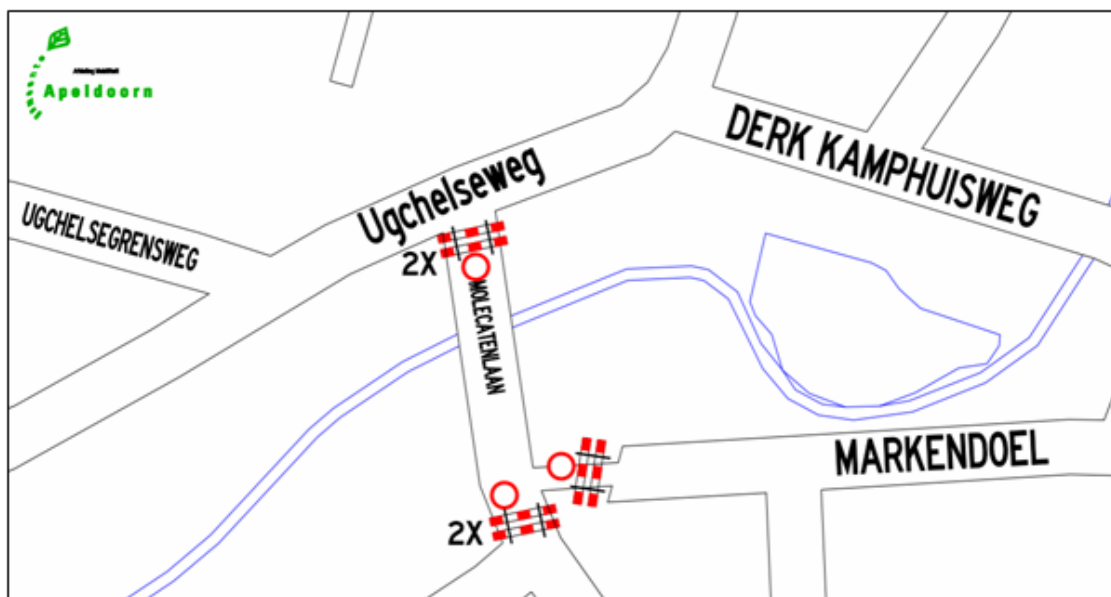 Apeldoorn
DERK KAMPHUISWEG
Ugchelseweg
UGCHELSEGRENSWEG
2X
MOLECATENLAAN
MARKENDOEL
2X